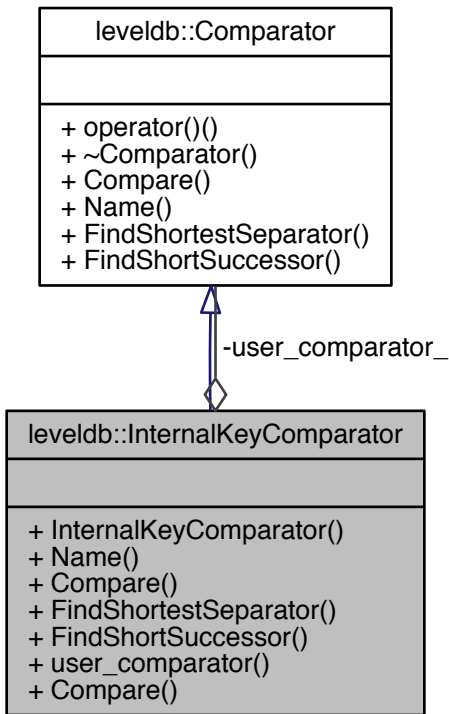 leveldb::Comparator
+ operator()()
+ ~Comparator()
+ Compare()
+ Name()
+ FindShortestSeparator()
+ FindShortSuccessor()
-user_comparator_
leveldb::InternalKeyComparator
+ InternalKeyComparator()
+ Name()
+ Compare()
+ FindShortestSeparator()
+ FindShortSuccessor()
+ user_comparator()
+ Compare()